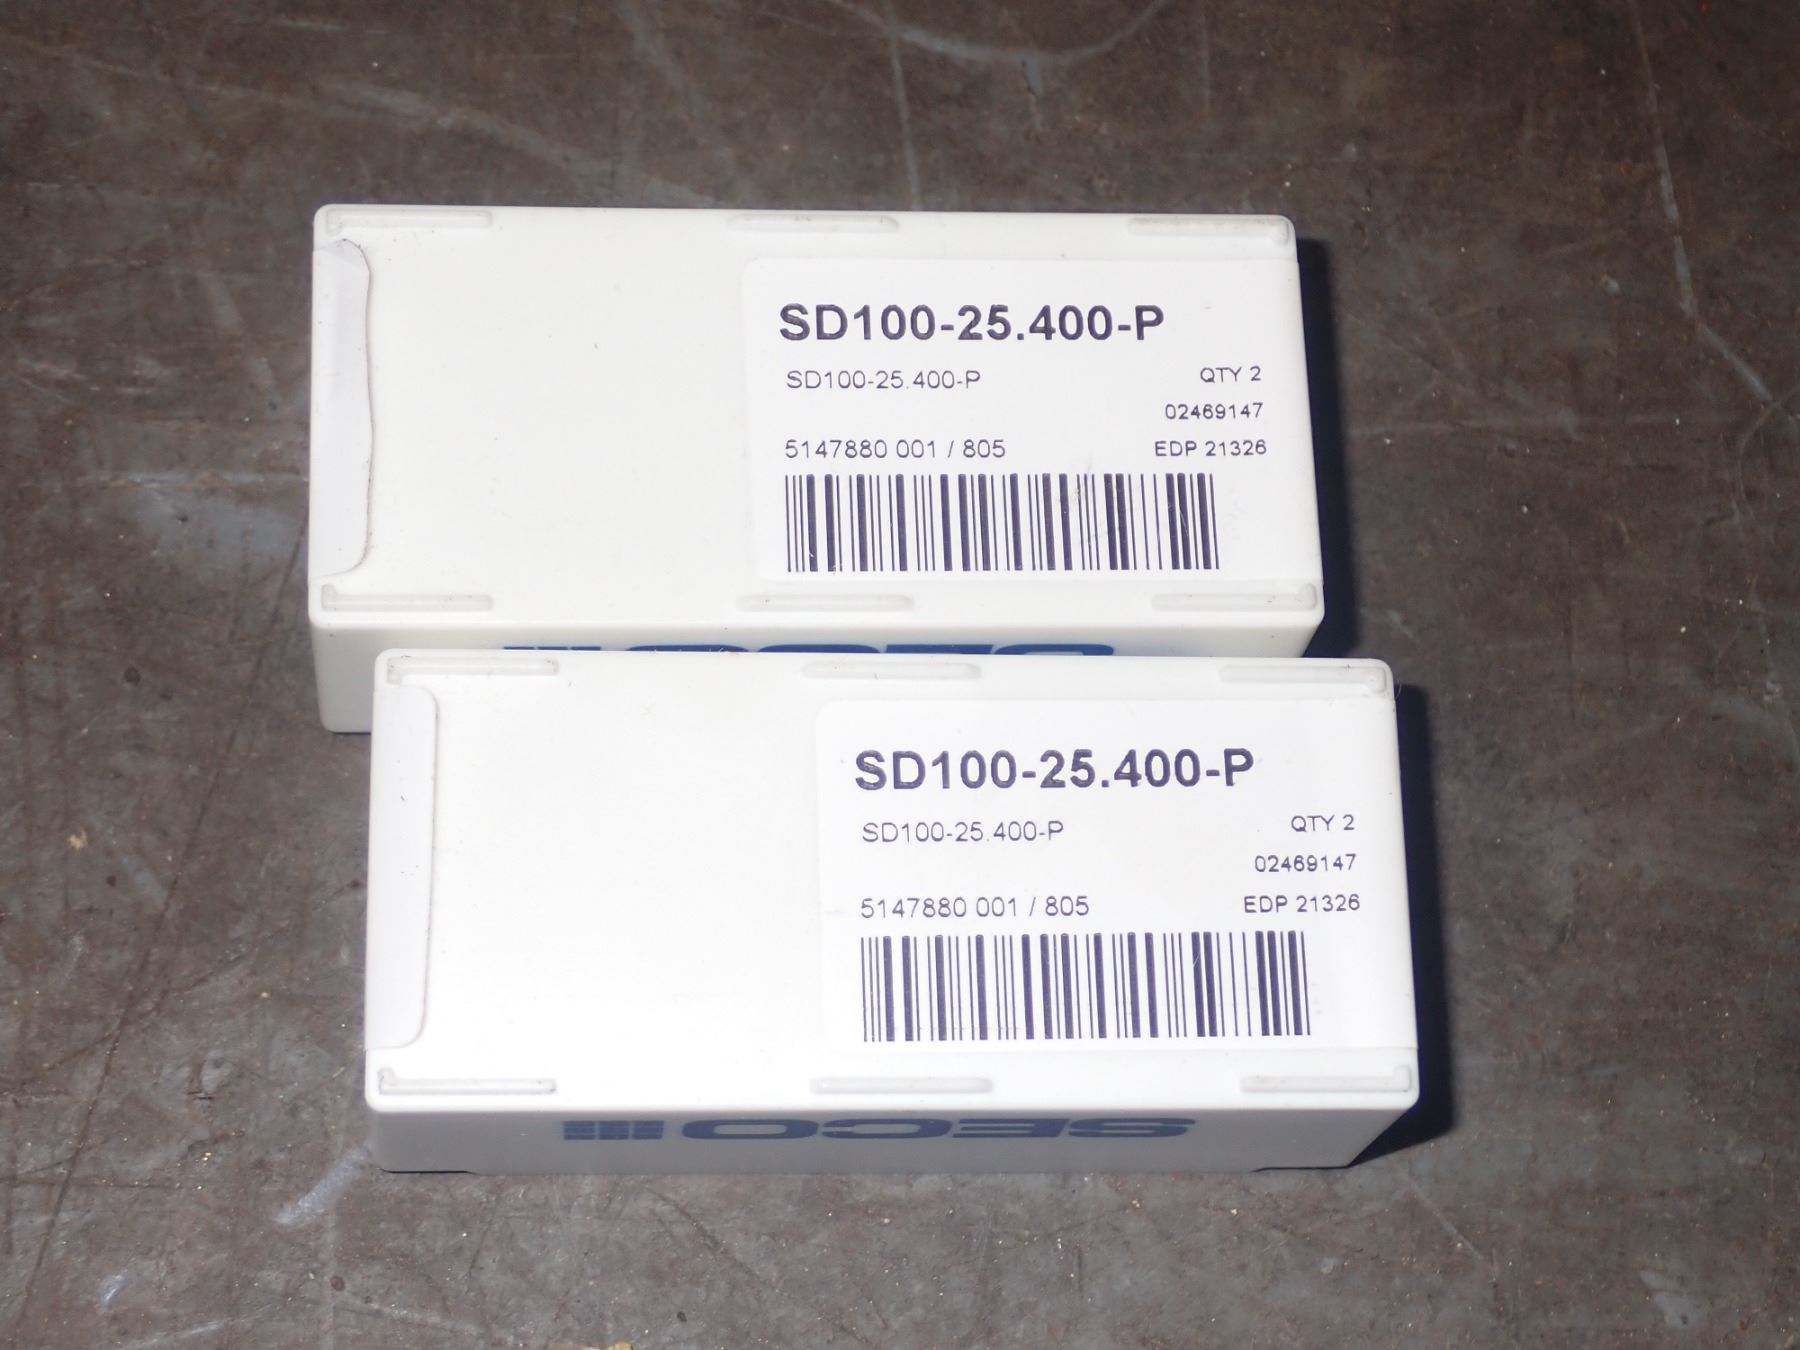 SD100-25.400-P
SD100-25.400-P
QTY 2
02469147
5147880 001 / 805
EDP 21326
SECO
SD100-25.400-P
SD100-25.400-P
QTY 2
02469147
5147880 001 / 805
EDP 21326
SECO